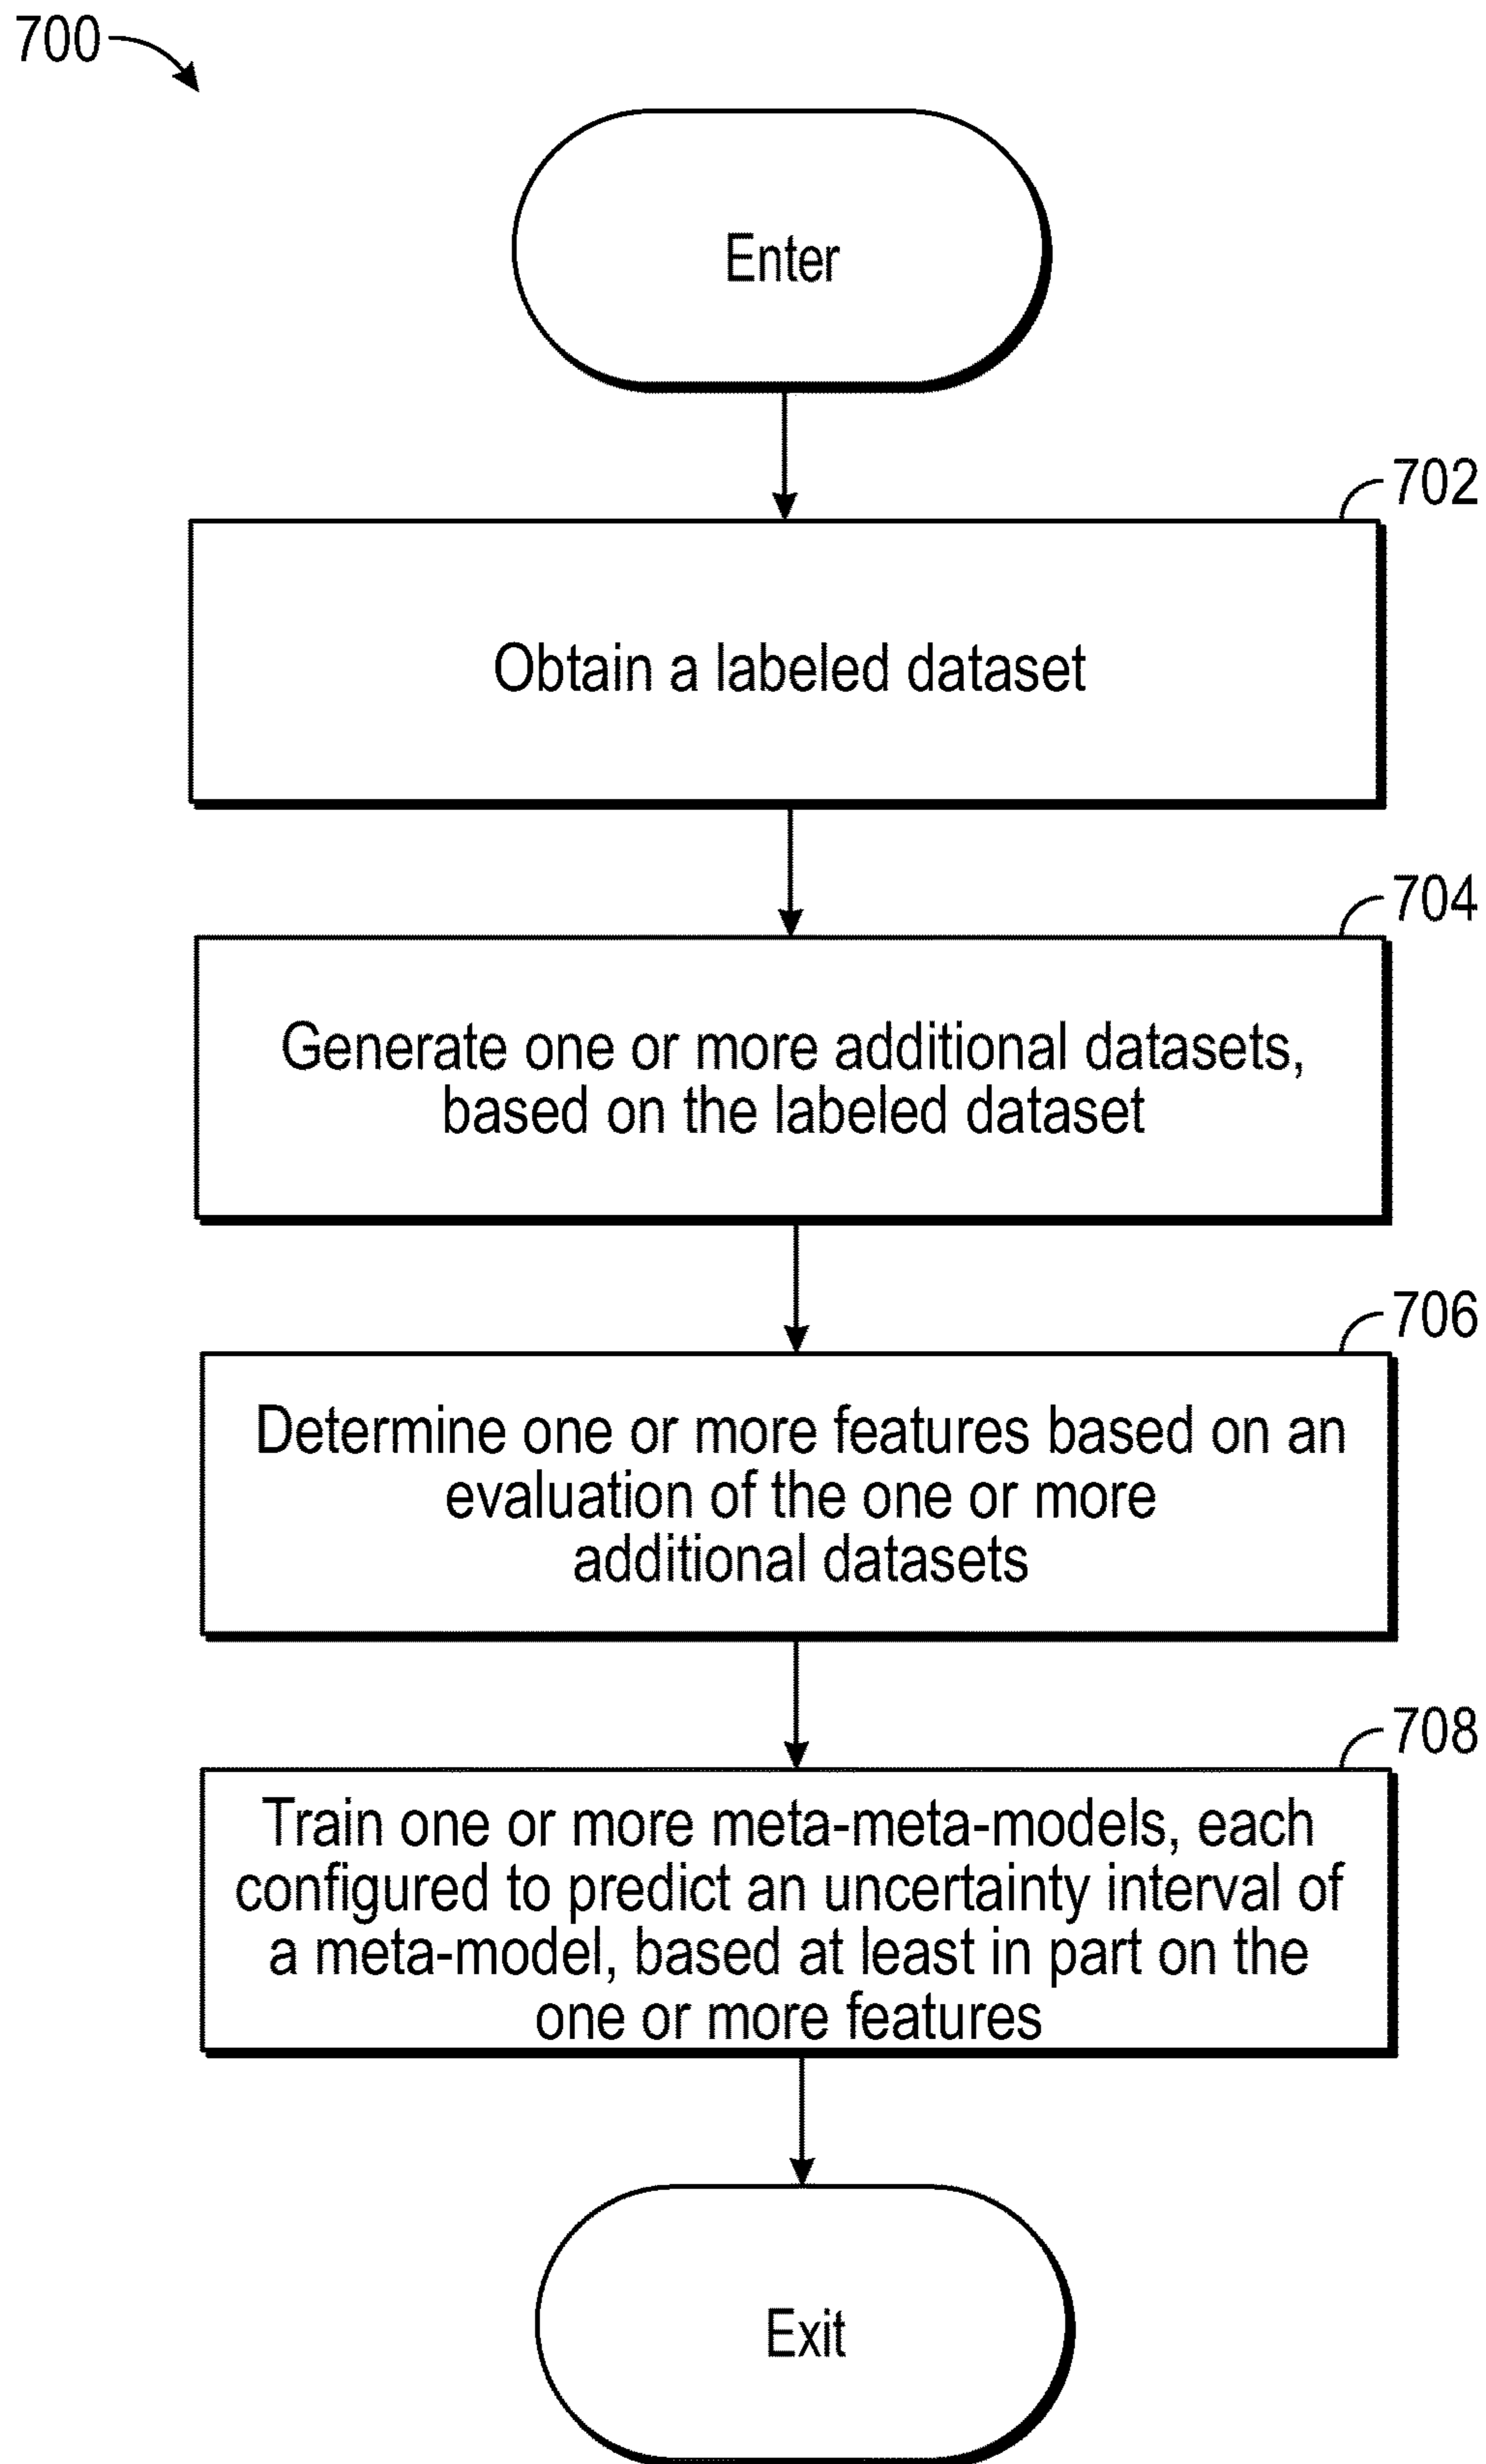 700
Enter
702
Obtain a labeled dataset
704
Generate one or more additional datasets,
based on the labeled dataset
706
Determine one or more features based on an
evaluation of the one or more
additional datasets
708
Train one or more meta-meta-models, each
configured to predict an uncertainty interval of
a meta-model, based at least in part on the
one or more features
Exit